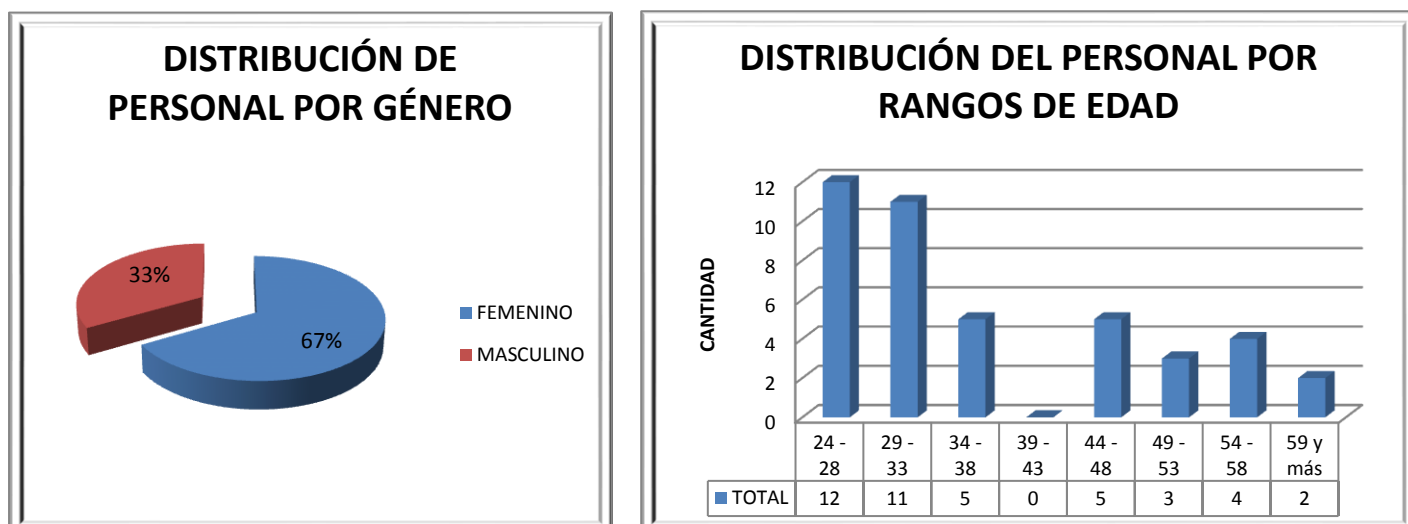 DISTRIBUCIÓN DE
PERSONAL POR GÉNERO
33%
67%
FEMENINO
MASCULINO
DISTRIBUCIÓN DEL PERSONAL POR
RANGOS DE EDAD
CANTIDAD
12
10
8
6
4
2
0
24 - 29 - 34 - 39 - 44 - 49 - 54 - 59 y
28 33 38 43 48 53 58 más
TOTAL 12 11 5 0 5 3 4 2